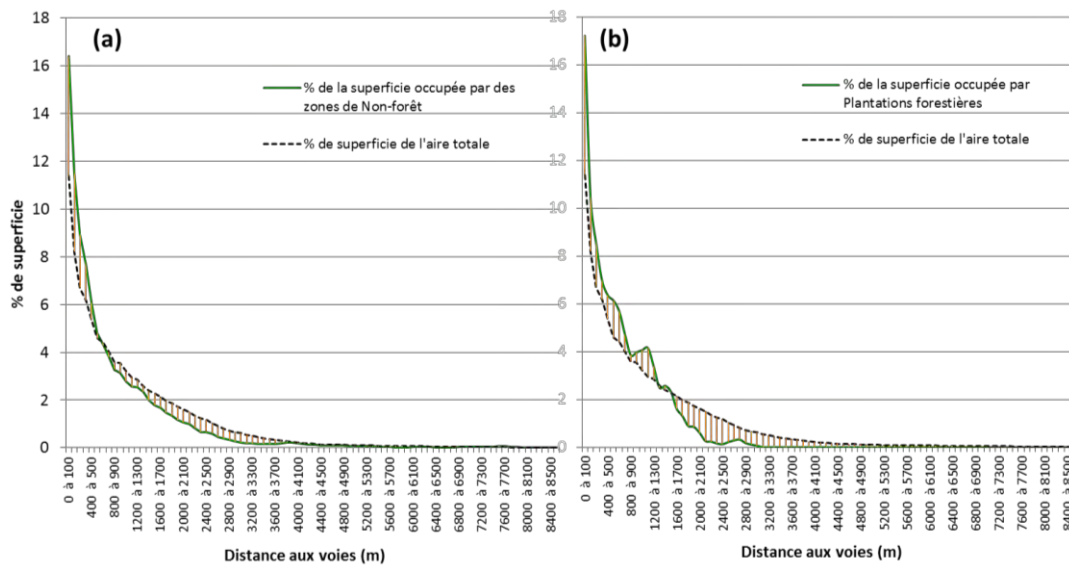 (a)
% de la superficie occupée par des
zones de Non-forêt
% de superficie de l'aire totale
% de superficie
18
16
14
12
10
8
6
4
2
0
0 à 100
400 à 500
800 à 900
1200 à 1300
1600 à 1700
2000 à 2100
2400 à 2500
2800 à 2900
3200 à 3300
3600 à 3700
4000 à 4100
4400 à 4500
4800 à 4900
5200 à 5300
5600 à 5700
6000 à 6100
6400 à 6500
6800 à 6900
7200 à 7300
7600 à 7700
8000 à 8100
8400 à 8500
Distance aux voies (m)
(b)
% de la superficie occupée par
Plantations forestières
% de superficie de l'aire totale
18
16
14
12
10
8
6
4
2
0
0 à 100
400 à 500
800 à 900
1200 à 1300
1600 à 1700
2000 à 2100
2400 à 2500
2800 à 2900
3200 à 3300
3600 à 3700
4000 à 4100
4400 à 4500
4800 à 4900
5200 à 5300
5600 à 5700
6000 à 6100
6400 à 6500
6800 à 6900
7200 à 7300
7600 à 7700
8000 à 8100
8400 à 8500
Distance aux voies (m)